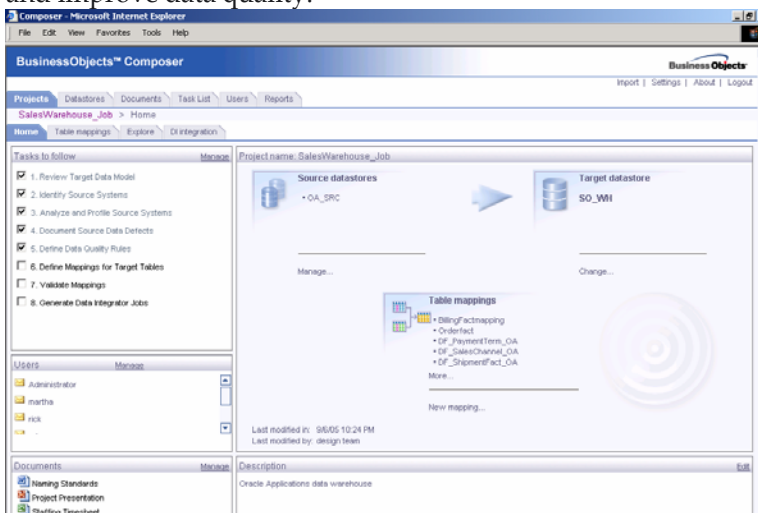 and improve data quality.
Composer - Microsoft Internet Explorer
File Edit View Favorites Tools Help
BusinessObjects™ Composer
Business Objects
Import | Settings | About | Logout
Projects Datastores Documents Task List Users Reports
SalesWarehouse_Job > Home
Home Table mappings Explore DI integration
Tasks to follow Manage
1. Review Target Data Model
2. Identify Source Systems
3. Analyze and Profile Source Systems
4. Document Source Data Defects
5. Define Data Quality Rules
6. Define Mappings for Target Tables
7. Validate Mappings
8. Generate Data Integrator Jobs
Users Manage
Administrator
martha
rick
Documents Manage
Naming Standards
Project Presentation
Staffing Timesheet
Project name: SalesWarehouse_Job
Source datastores
• OA_SRC
Manage...
Target datastore
SO_WH
Change...
Table mappings
• BillingFactmapping
• Orderfact
• DF_PaymentTerm_OA
• DF_SalesChannel_OA
• DF_ShipmentFact_OA
More...
New mapping...
Last modified in: 9/6/05 10:24 PM
Last modified by: design team
Description Edit
Oracle Applications data warehouse